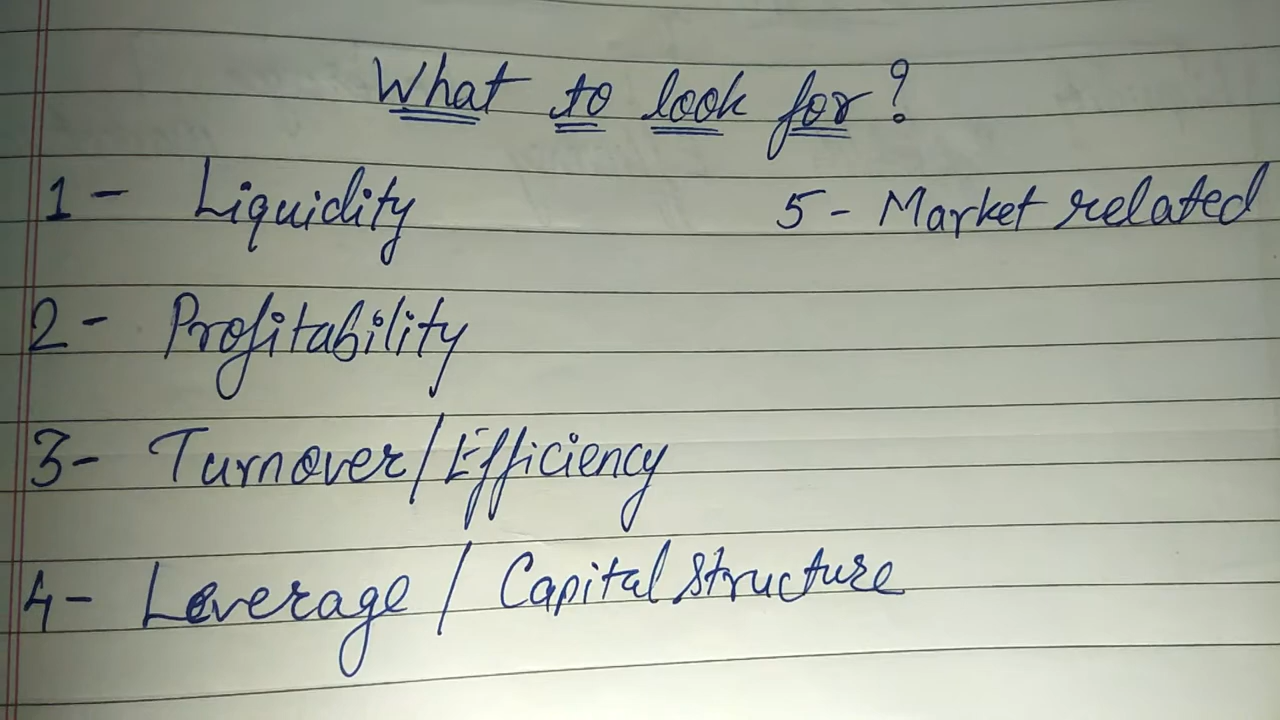 What to look for?
1 - Liquidity
5 - Market related
2 - Profitability
3 - Turnover/Efficiency
4 - Leverage / Capital structure